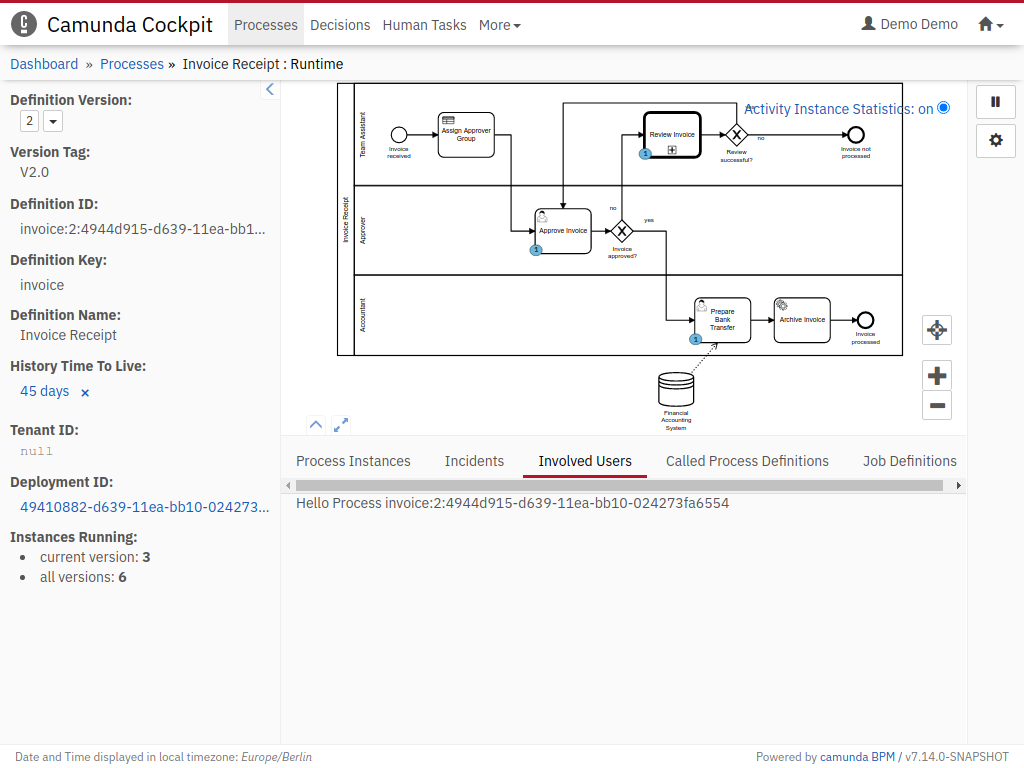 Camunda Cockpit Processes Decisions Human Tasks More Demo Demo
Dashboard » Processes » Invoice Receipt : Runtime
Definition Version:
2
Version Tag:
V2.0
Definition ID:
invoice:2:4944d915-d639-11ea-bb1...
Definition Key:
invoice
Definition Name:
Invoice Receipt
History Time To Live:
45 days ×
Tenant ID:
null
Deployment ID:
49410882-d639-11ea-bb10-024273...
Instances Running:
current version: 3
all versions: 6
Activity Instance Statistics: on
Invoice Receipt
Team Assistant
Invoice
received
Assign Approver
Group
Review Invoice
1
Review
successful?
no
Invoice not
processed
Approver
Approve Invoice
1
Invoice
approved?
no
yes
Accountant
Prepare
Bank
Transfer
1
Archive Invoice
Invoice
processed
Financial
Accounting
System
Process Instances Incidents Involved Users Called Process Definitions Job Definitions
Hello Process invoice:2:4944d915-d639-11ea-bb10-024273fa6554
Date and Time displayed in local timezone: Europe/Berlin
Powered by camunda BPM / v7.14.0-SNAPSHOT